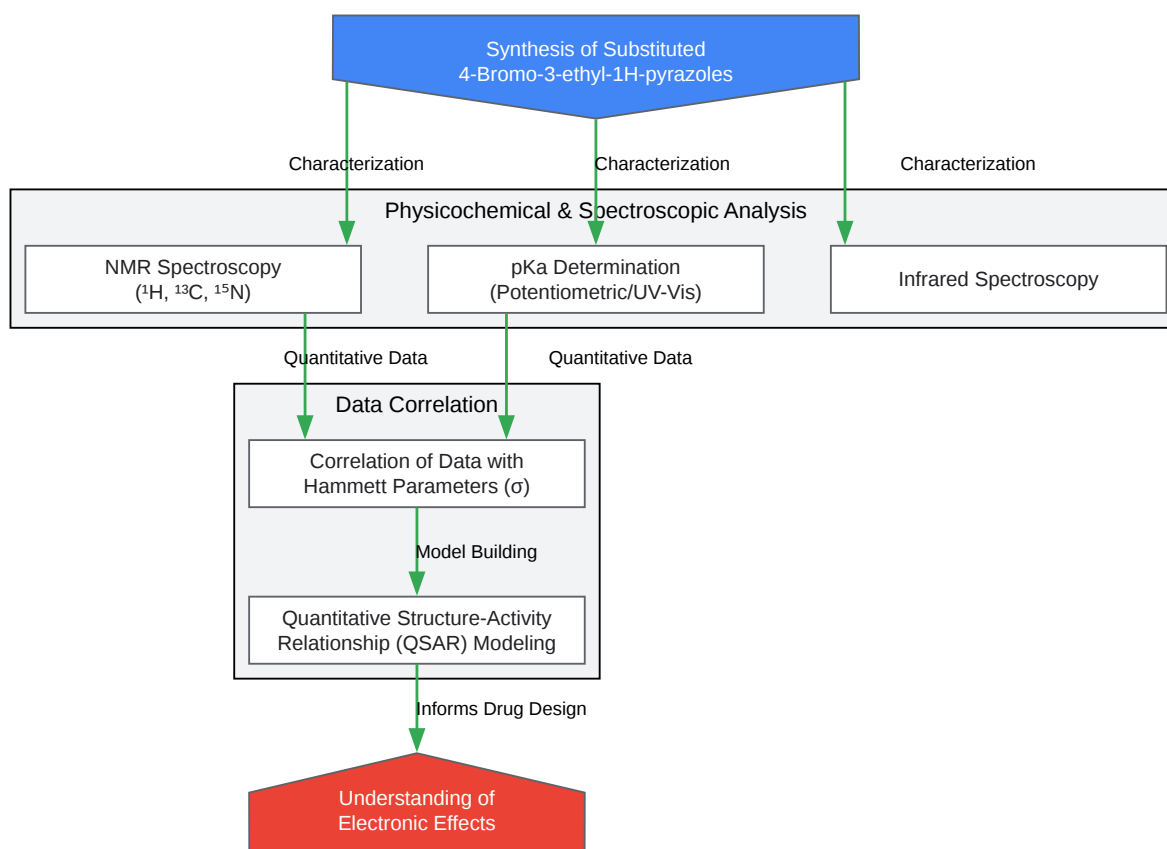 Synthesis of Substituted
4-Bromo-3-ethyl-1H-pyrazoles
Characterization
Characterization
Characterization
Physicochemical & Spectroscopic Analysis
NMR Spectroscopy
(¹H, ¹³C, ¹⁵N)
pKa Determination
(Potentiometric/UV-Vis)
Infrared Spectroscopy
Quantitative Data
Quantitative Data
Data Correlation
Correlation of Data with
Hammett Parameters (σ)
Model Building
Quantitative Structure-Activity
Relationship (QSAR) Modeling
Informs Drug Design
Understanding of
Electronic Effects